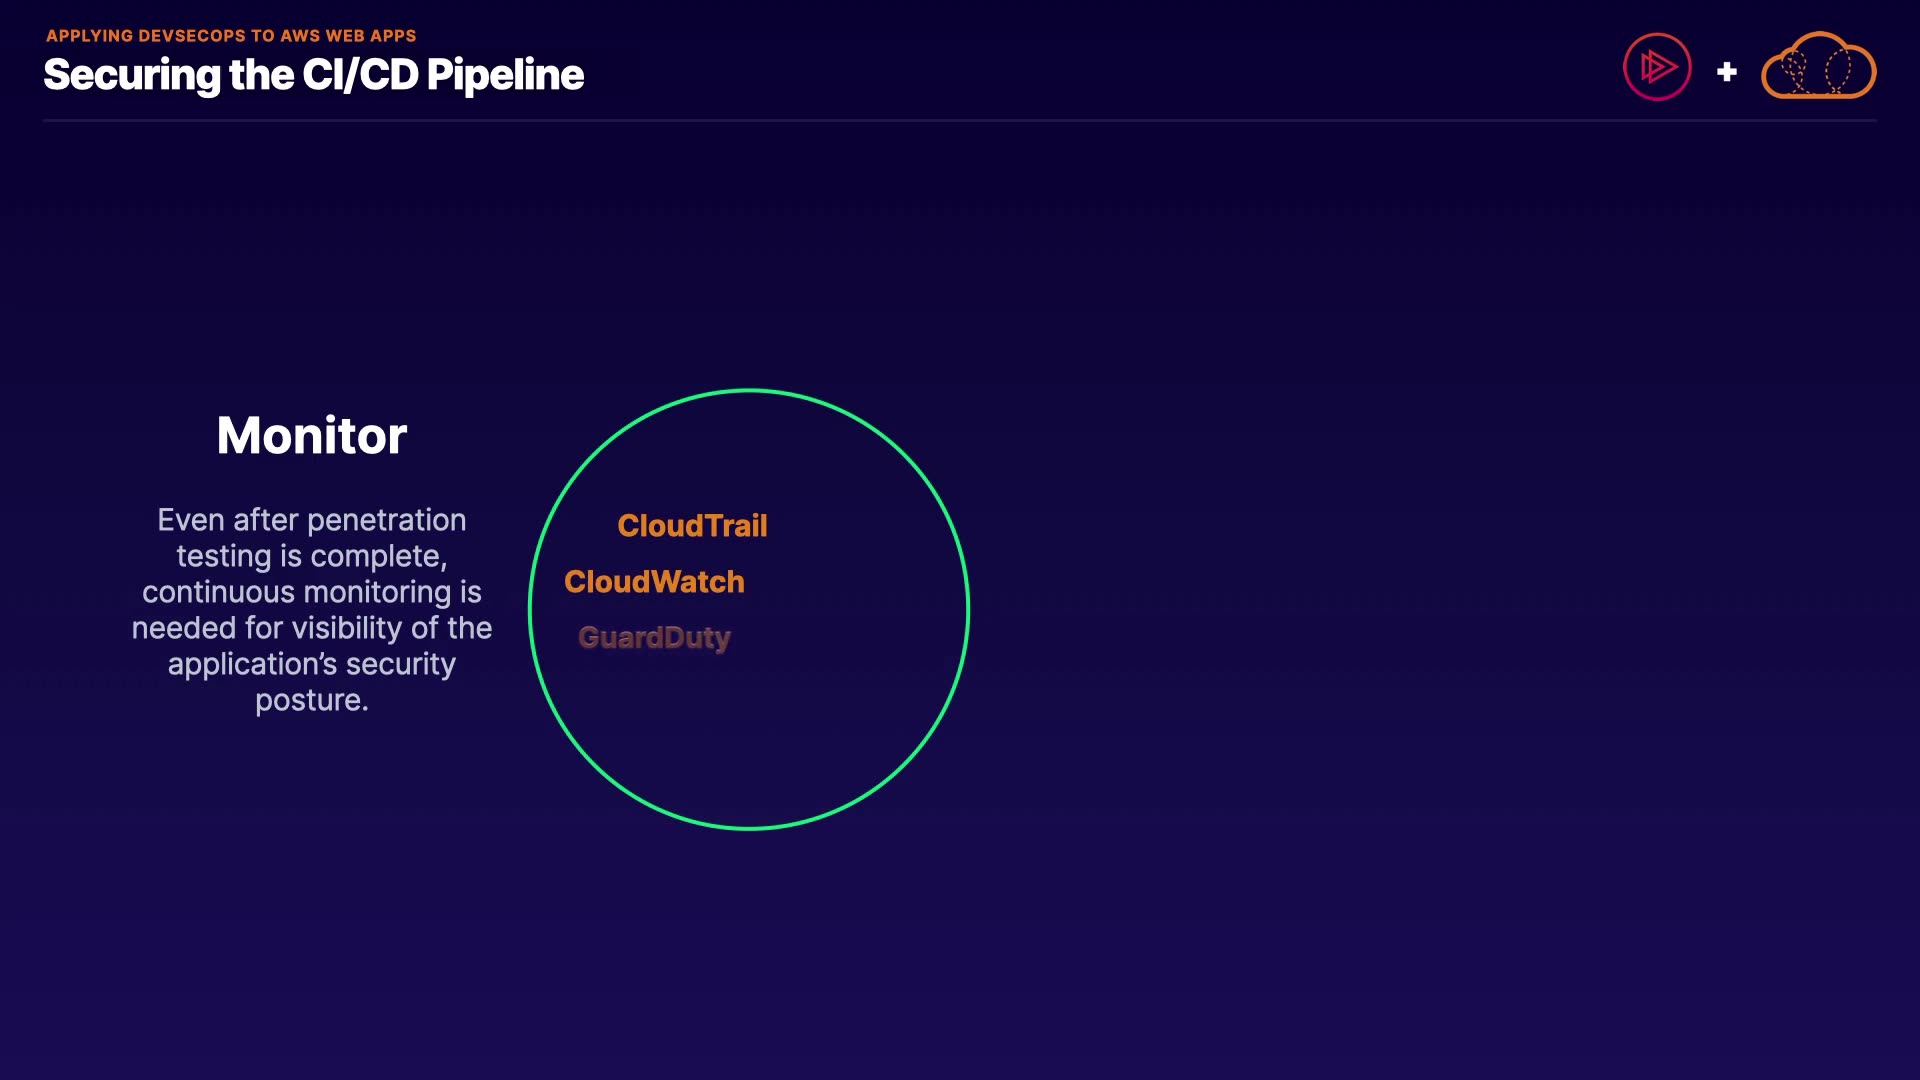 APPLYING DEVSECOPS TO AWS WEB APPS
Securing the CI/CD Pipeline
Monitor
Even after penetration
testing is complete,
continuous monitoring is
needed for visibility of the
application’s security
posture.
CloudTrail
CloudWatch
GuardDuty